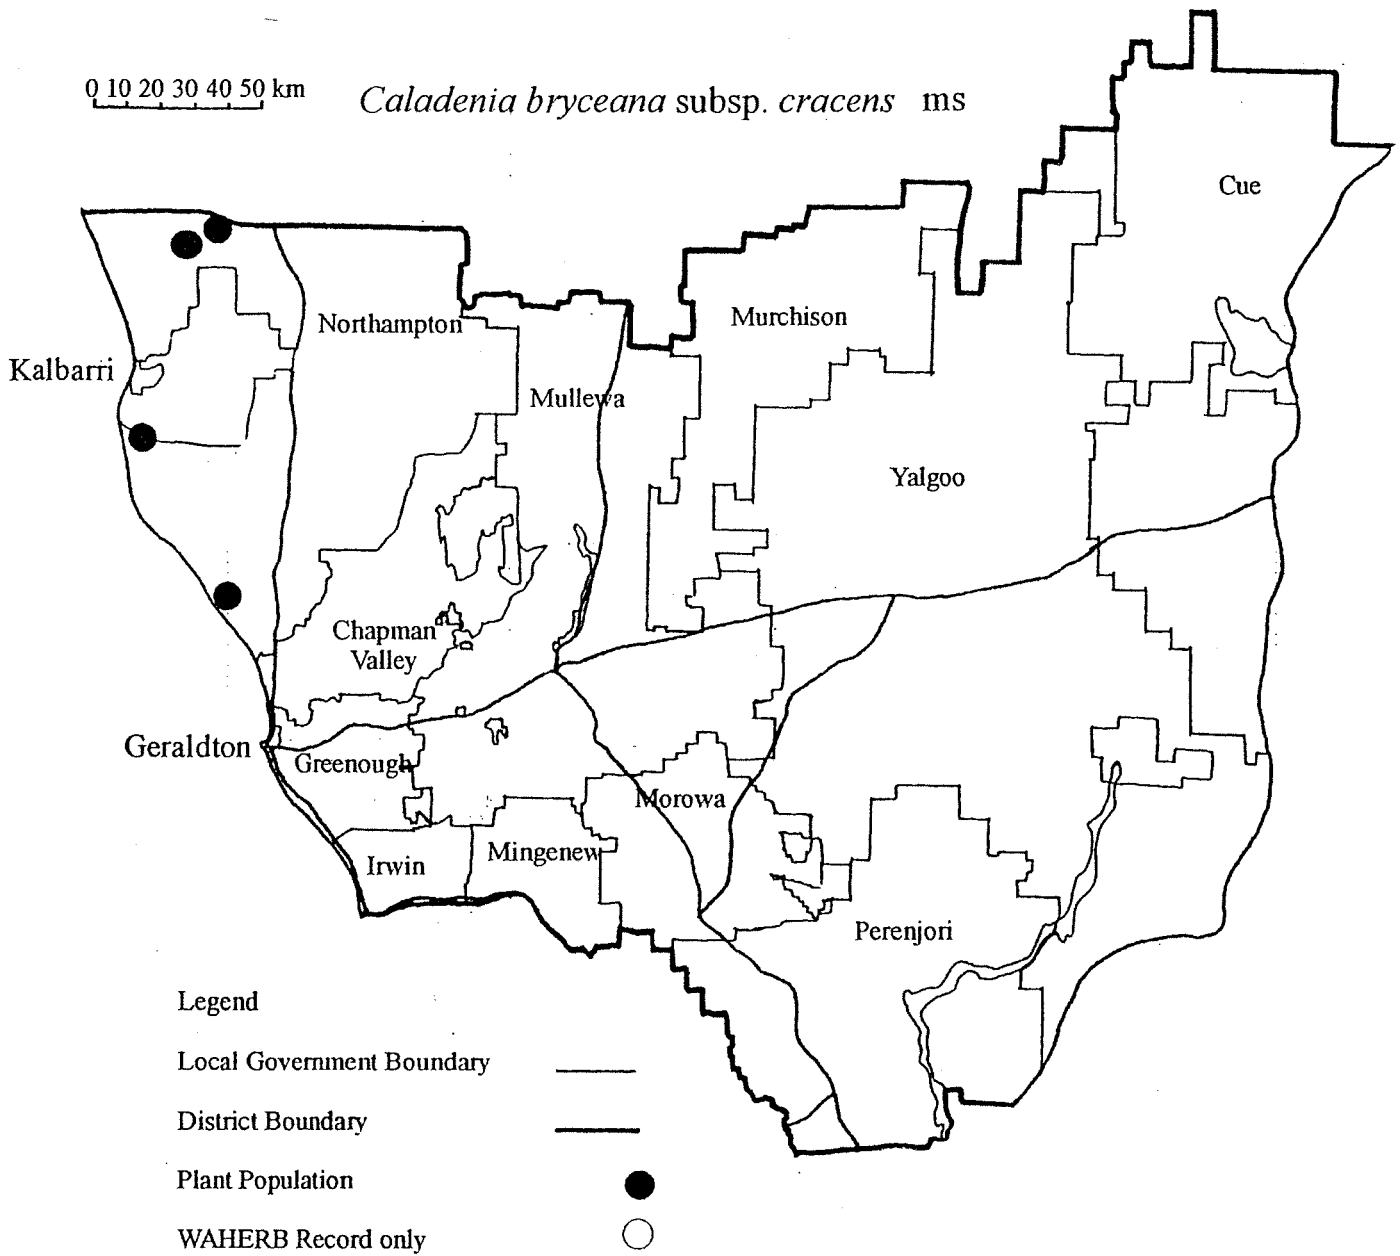 0 10 20 30 40 50 km
Caladenia bryceana subsp. cracens ms
Cue
Northampton
Murchison
Kalbarri
Mullewa
Yalgoo
Chapman
Valley
Geraldton
Greenough
Morowa
Irwin
Mingenew
Perenjori
Legend
Local Government Boundary
District Boundary
Plant Population
WAHERB Record only